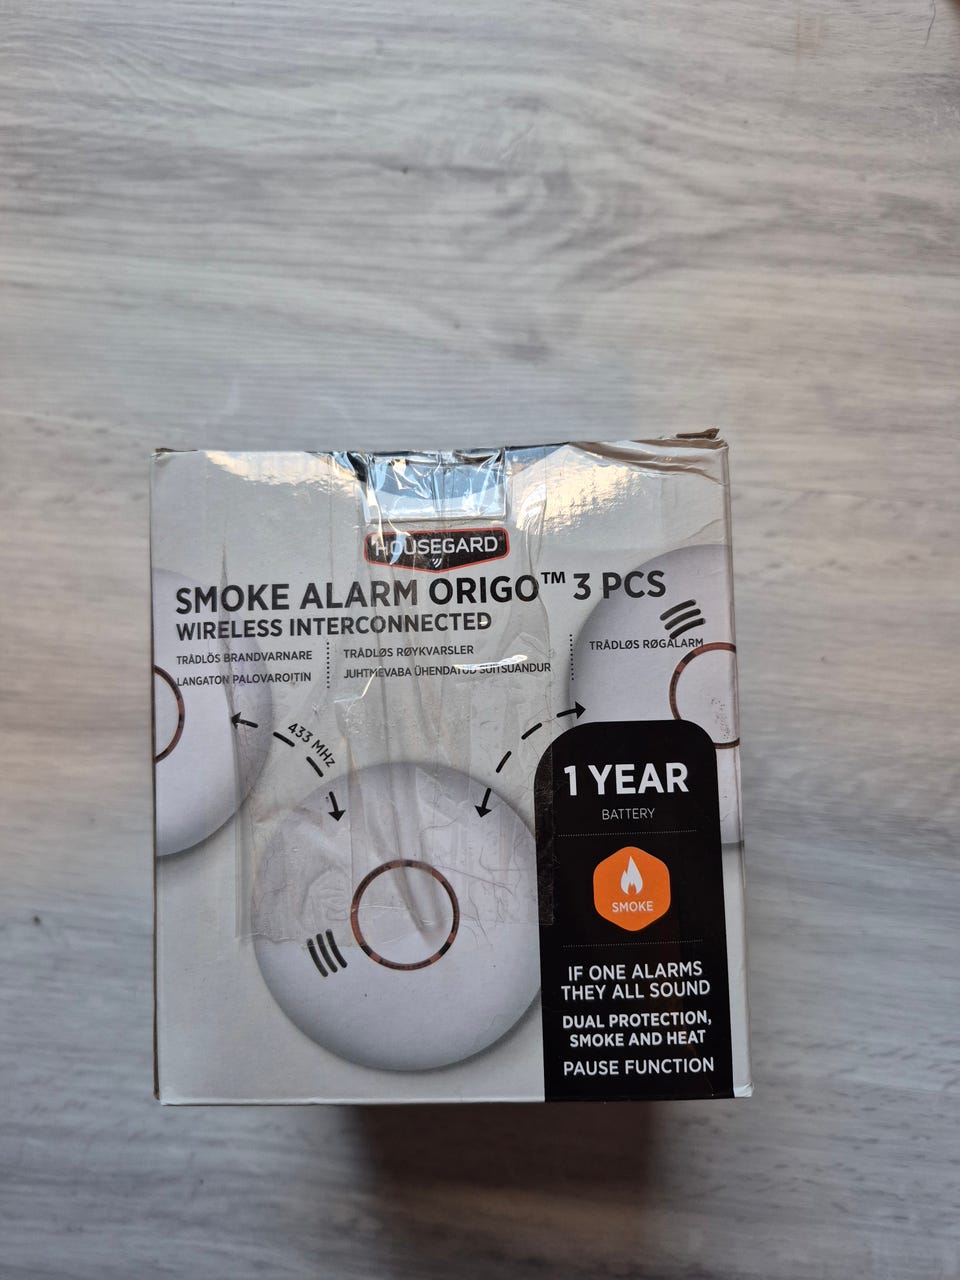 HOUSEGARD
SMOKE ALARM ORIGO™ 3 PCS
WIRELESS INTERCONNECTED
TRÅDLÖS BRANDVARNARE
LANGATON PALOVAROITIN
TRÅDLØS RØYKVARSLER
JUHTMEVABA ÜHENDATUD SUITSUANDUR
TRÅDLØS RØGALARM
433 MHz
1 YEAR
BATTERY
SMOKE
IF ONE ALARMS
THEY ALL SOUND
DUAL PROTECTION,
SMOKE AND HEAT
PAUSE FUNCTION